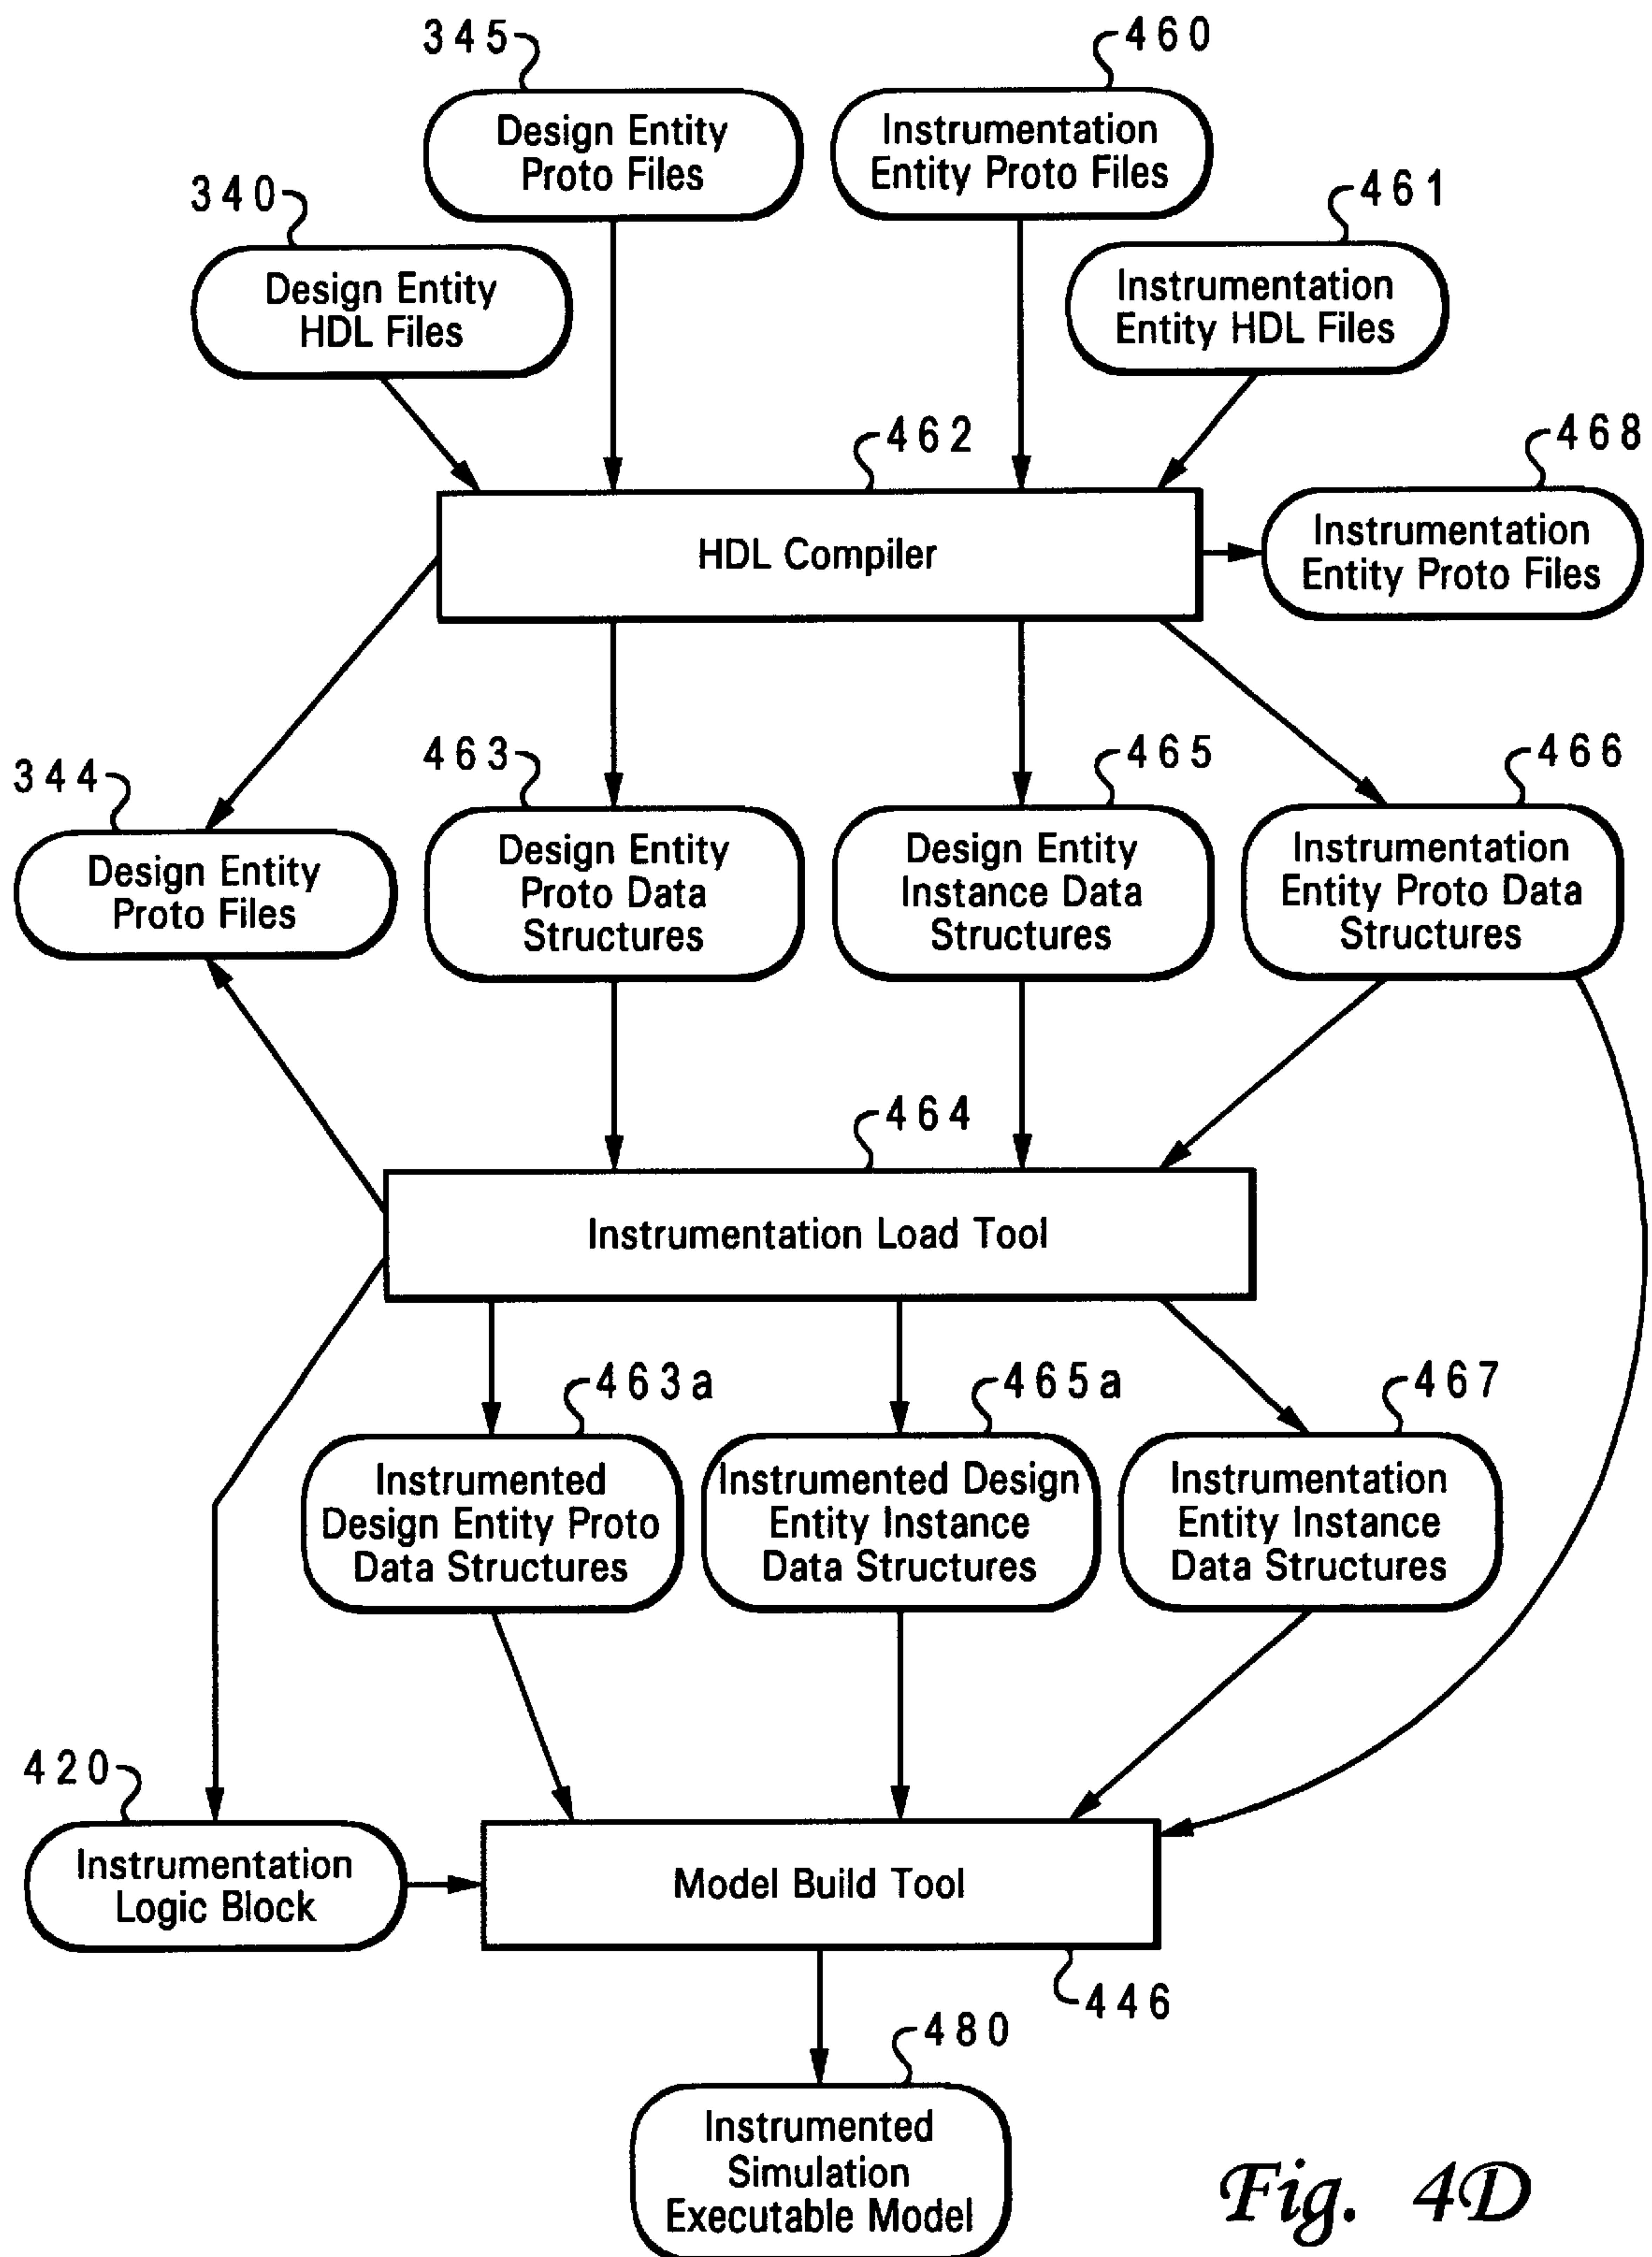 345
460
Design Entity
Proto Files
Instrumentation
Entity Proto Files
340
461
Design Entity
HDL Files
Instrumentation
Entity HDL Files
462
468
HDL Compiler
Instrumentation
Entity Proto Files
344
463
465
466
Design Entity
Proto Files
Design Entity
Proto Data
Structures
Design Entity
Instance Data
Structures
Instrumentation
Entity Proto Data
Structures
464
Instrumentation Load Tool
463a
465a
467
Instrumented
Design Entity Proto
Data Structures
Instrumented Design
Entity Instance
Data Structures
Instrumentation
Entity Instance
Data Structures
420
Instrumentation
Logic Block
Model Build Tool
446
480
Instrumented
Simulation
Executable Model
Fig. 4D